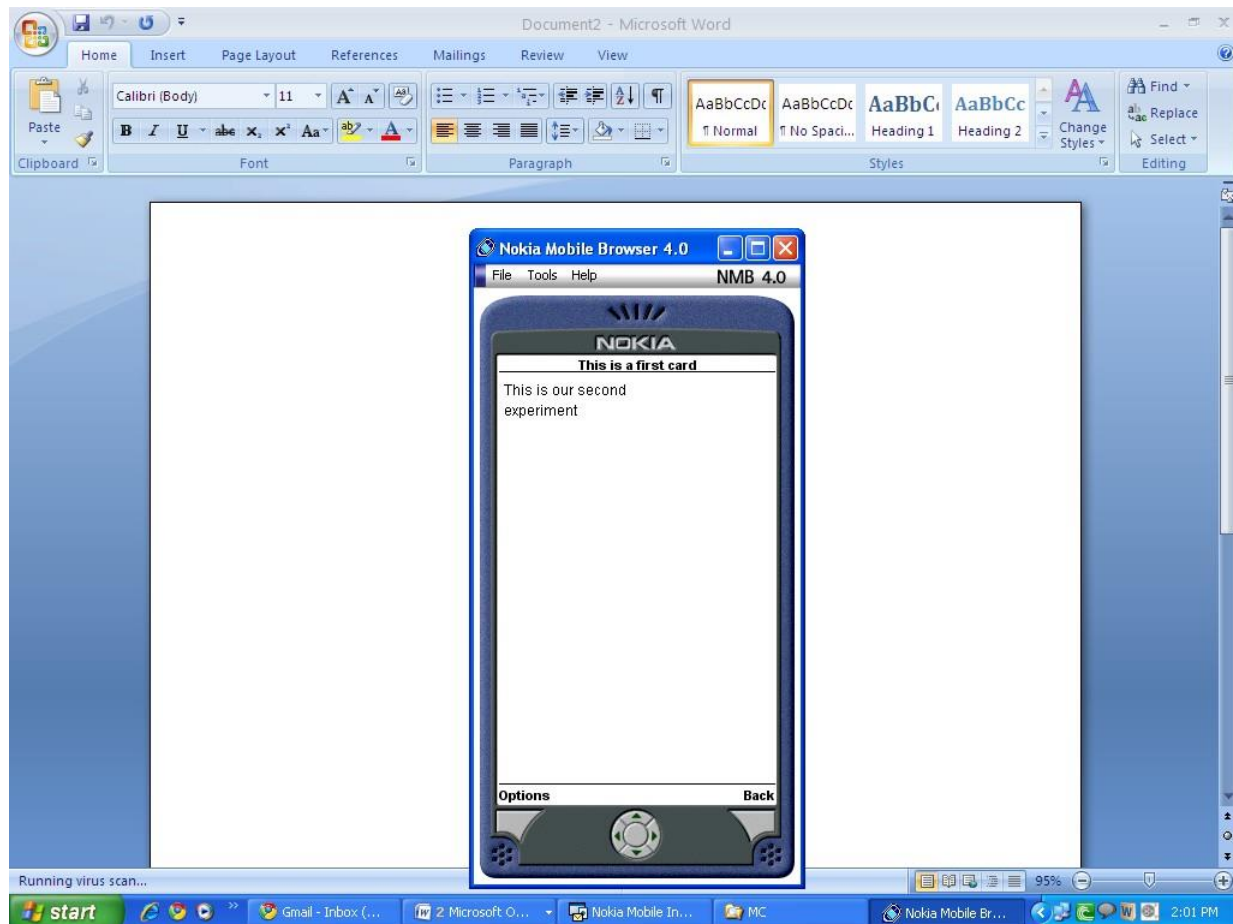 Document2 - Microsoft Word
Home Insert Page Layout References Mailings Review View
Paste
Calibri (Body) 11
AaBbCcDc AaBbCcDc AaBbC AaBbCc
¶ Normal ¶ No Spaci... Heading 1 Heading 2
Change Styles
Find
Replace
Select
Clipboard Font Paragraph Styles Editing
Nokia Mobile Browser 4.0
File Tools Help NMB 4.0
NOKIA
This is a first card
This is our second
experiment
Options Back
Running virus scan... 95%
start Gmail - Inbox (... 2 Microsoft O... Nokia Mobile In... MC Nokia Mobile Br... 2:01 PM